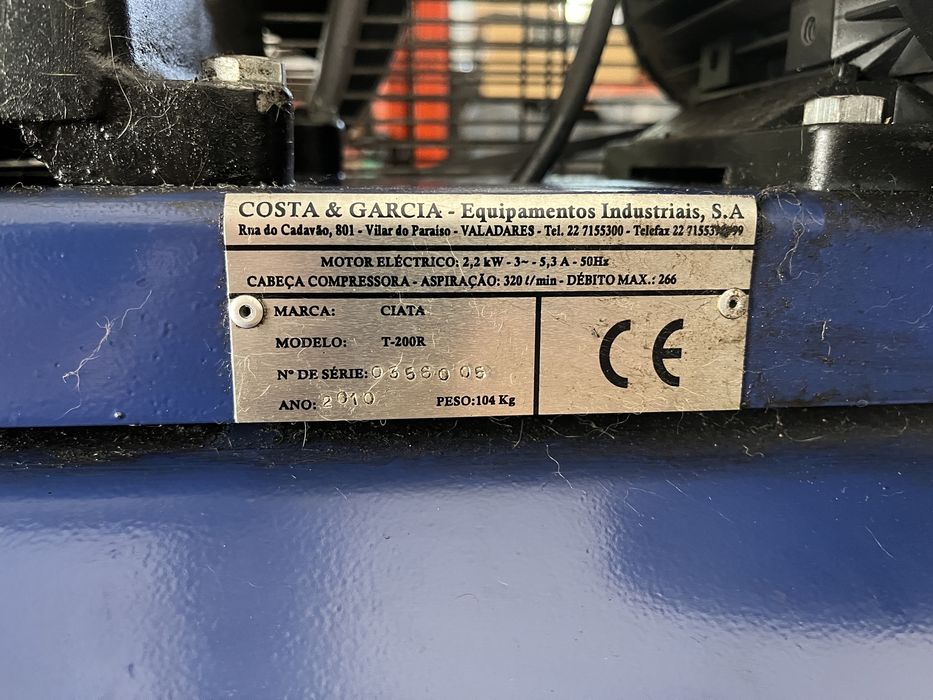 COSTA & GARCIA - Equipamentos Industriais, S.A
Rua do Cadavão, 801 - Vilar do Paraiso - VALADARES - Tel. 22 7155300 - Telefax
MOTOR ELÉCTRICO: 2,2 kW - 3~ - 5,3 A - 50Hz
CABEÇA COMPRESSORA - ASPIRAÇÃO: 320 l/min - DÉBITO MAX.: 266
MARCA: CIATA
MODELO: T-200R
Nº DE SÉRIE:
ANO: 2010 PESO:104 Kg
CE